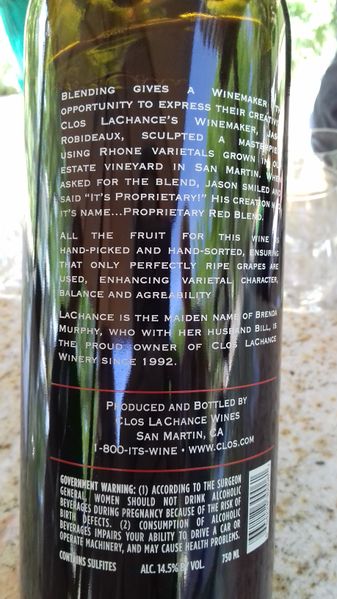 Blending gives a Winemaker
opportunity to express their
Clos LaChance's Winemaker,
Robideaux, sculpted a
using Rhone varietals grown in
estate vineyard in San Martin.
asked for the blend, Jason smiled and
said "It's Proprietary!" His creation
it's name...Proprietary Red Blend.
All the fruit for this wine is
hand-picked and hand-sorted, ensuring
that only perfectly ripe grapes are
used, enhancing varietal character,
balance and agreability
LaChance is the maiden name of Brenda
Murphy, who with her husband Bill, is
the proud owner of Clos LaChance
Winery since 1992.
Produced and Bottled by
Clos LaChance Wines
San Martin, CA
1-800-ITS-WINE • www.clos.com
GOVERNMENT WARNING: (1) ACCORDING TO THE SURGEON
GENERAL, WOMEN SHOULD NOT DRINK ALCOHOLIC
BEVERAGES DURING PREGNANCY BECAUSE OF THE RISK OF
BIRTH DEFECTS. (2) CONSUMPTION OF ALCOHOLIC
BEVERAGES IMPAIRS YOUR ABILITY TO DRIVE A CAR OR
OPERATE MACHINERY, AND MAY CAUSE HEALTH PROBLEMS.
CONTAINS SULFITES ALC. 14.5% BY VOL. 750 ML